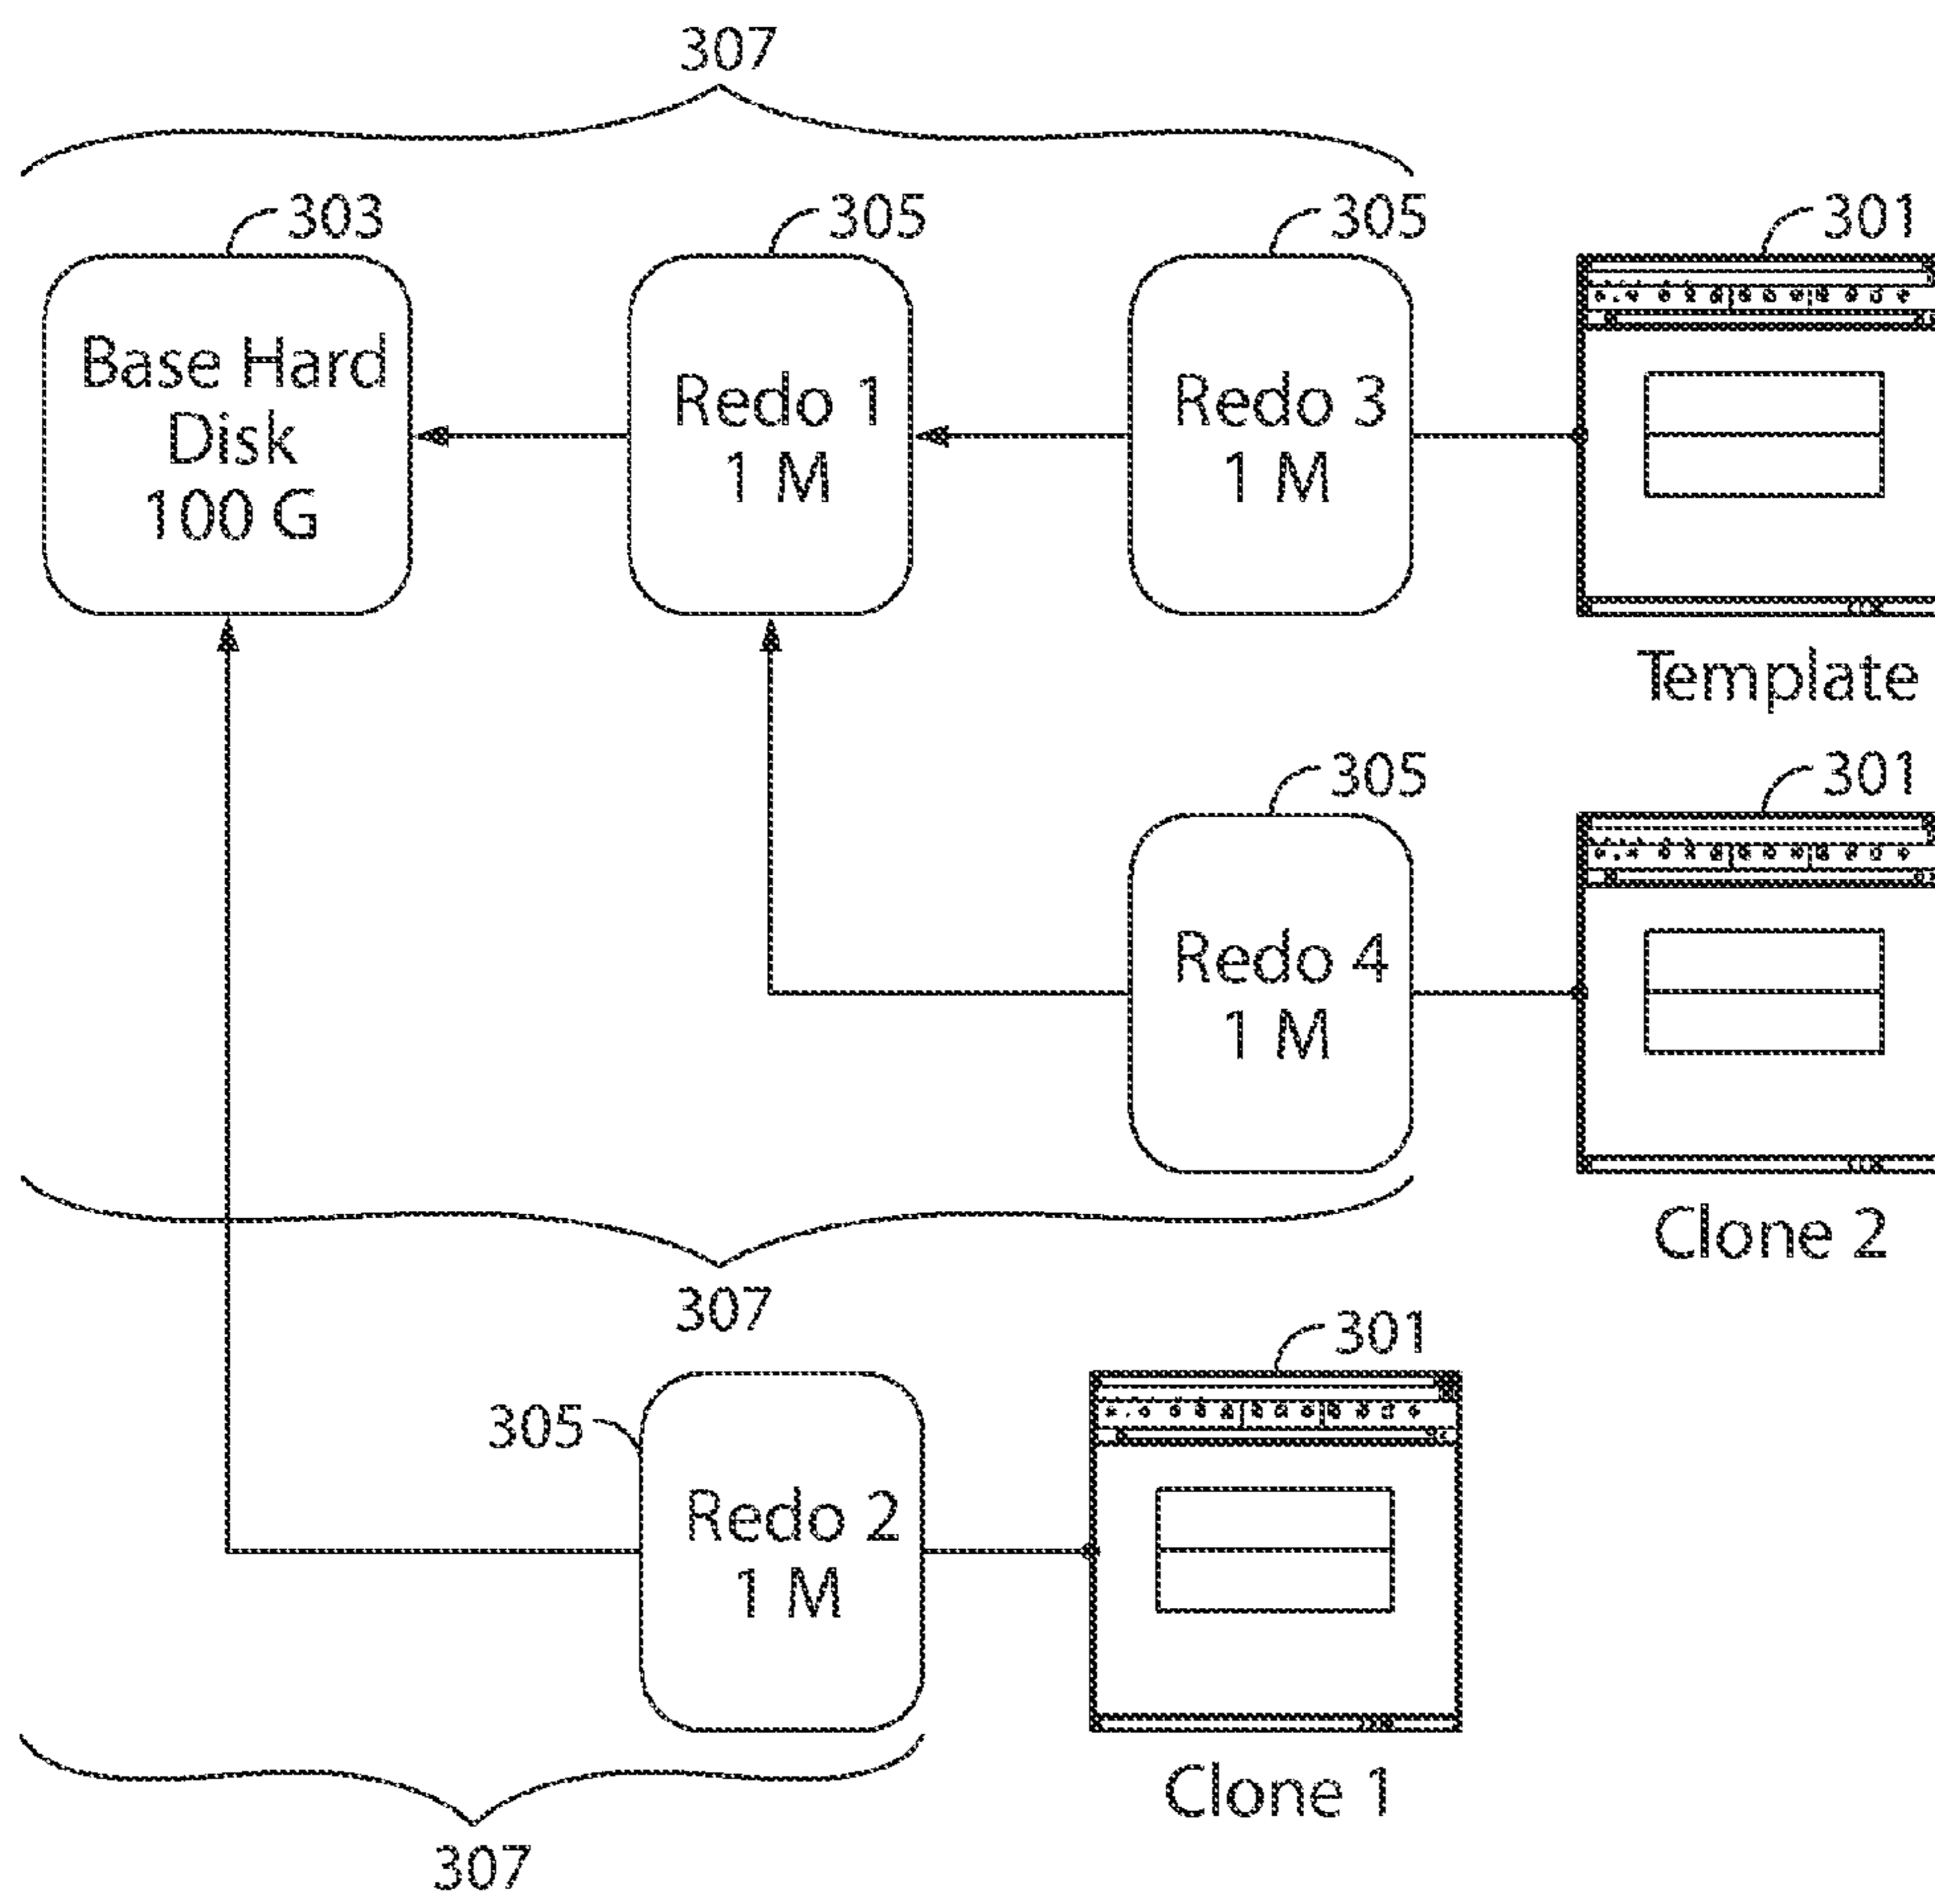 307
303
305
305
301
Base Hard
Disk
100 G
Redo 1
1 M
Redo 3
1 M
Template
305
301
Redo 4
1 M
Clone 2
307
301
305
Redo 2
1 M
Clone 1
307